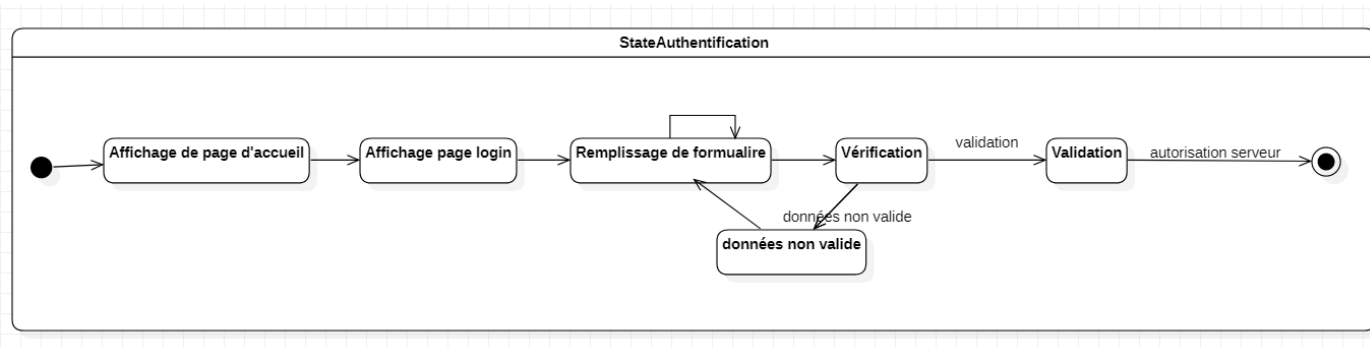 StateAuthentification
Affichage de page d'accueil
Affichage page login
Remplissage de formualire
Vérification
validation
Validation
autorisation serveur
données non valide
données non valide